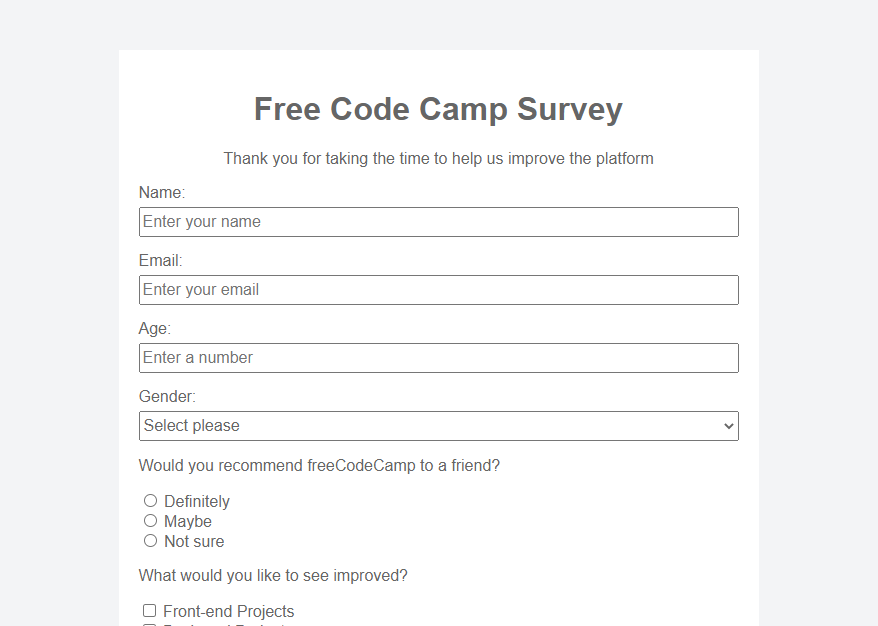 Free Code Camp Survey
Thank you for taking the time to help us improve the platform
Name:
Enter your name
Email:
Enter your email
Age:
Enter a number
Gender:
Select please
Would you recommend freeCodeCamp to a friend?
Definitely
Maybe
Not sure
What would you like to see improved?
Front-end Projects